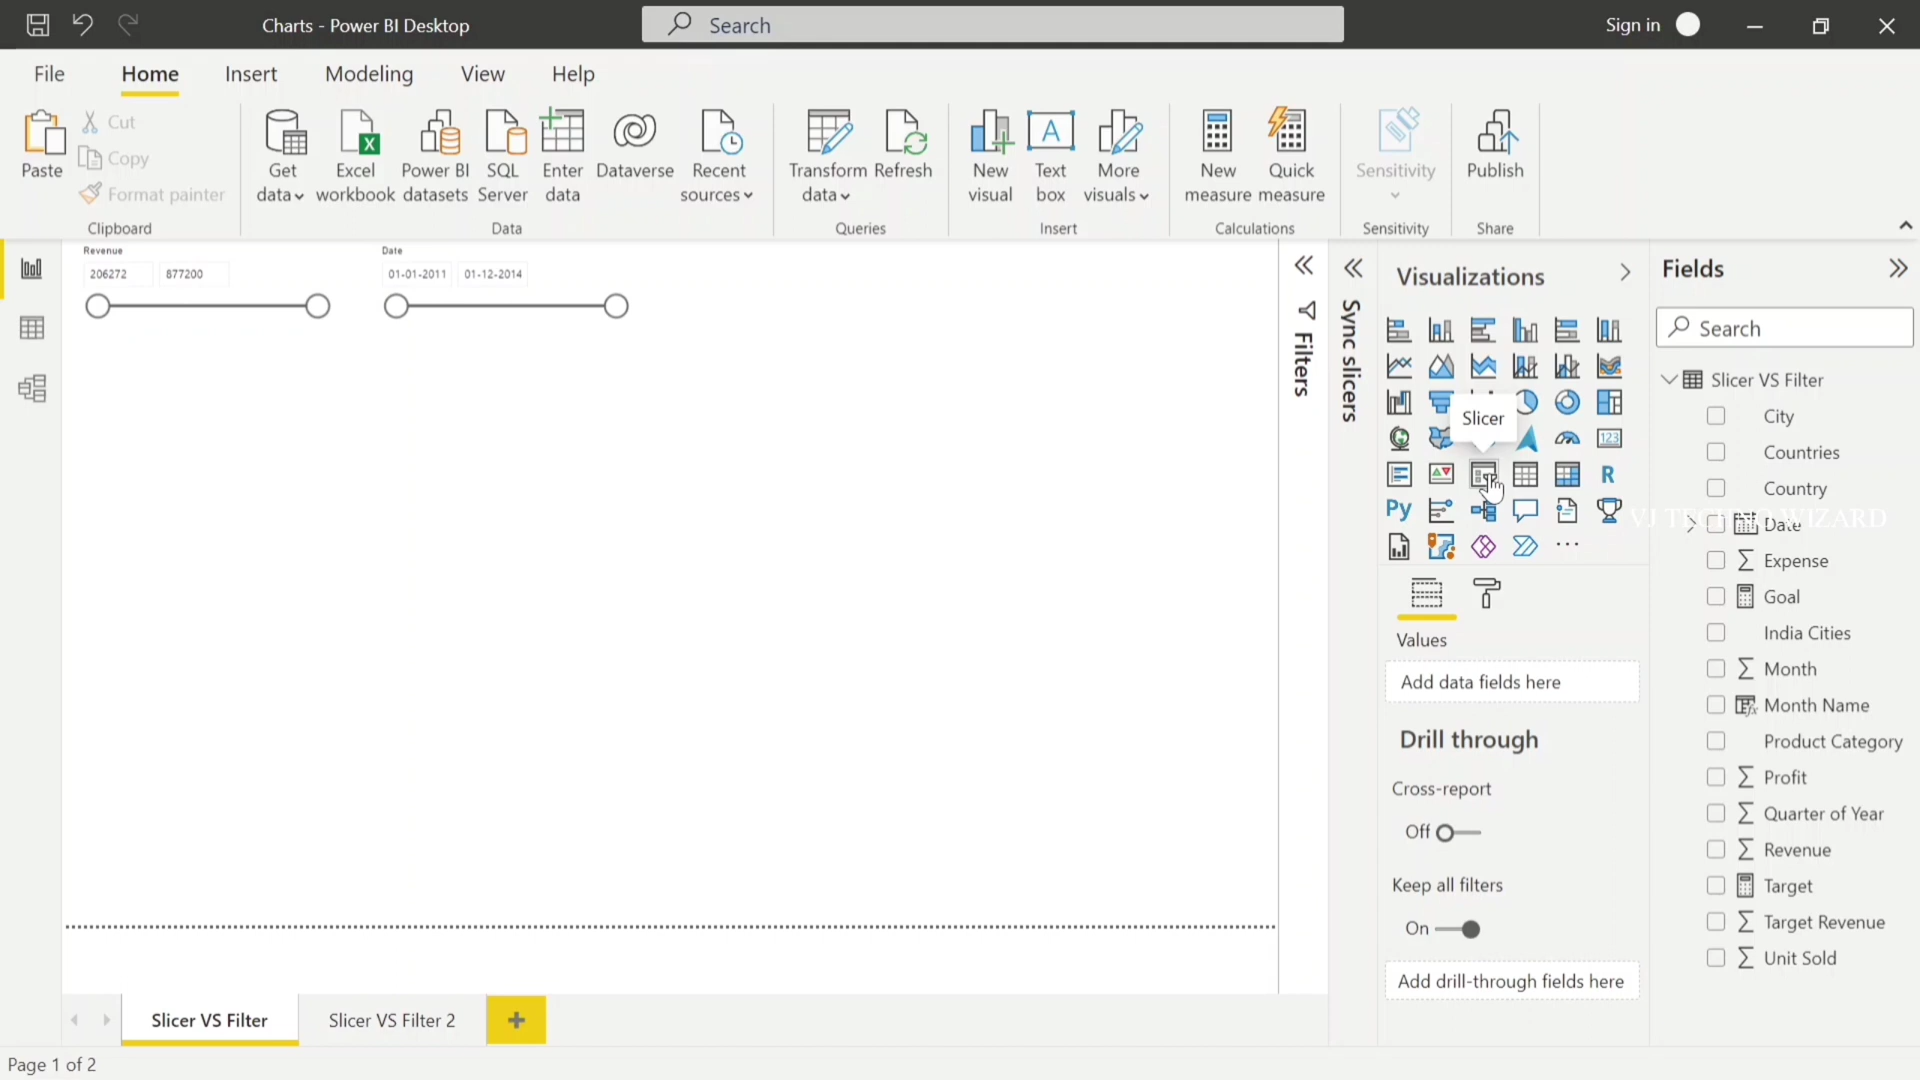 Charts - Power BI Desktop
Search
Sign in
File
Home
Insert
Modeling
View
Help
Paste
Cut
Copy
Format painter
Clipboard
Get data
Excel workbook
Power BI datasets
SQL Server
Enter data
Dataverse
Recent sources
Data
Transform data
Refresh
Queries
New visual
A
Text box
More visuals
Insert
New measure
Quick measure
Calculations
Sensitivity
Sensitivity
Publish
Share
Revenue
206272
877200
Date
01-01-2011
01-12-2014
Filters
Sync slicers
Visualizations
Slicer
123
R
Py
Values
Add data fields here
Drill through
Cross-report
Off
Keep all filters
On
Add drill-through fields here
Fields
Search
Slicer VS Filter
City
Countries
Country
VJ TECHNO WIZARD
Date
Expense
Goal
India Cities
Month
Month Name
Product Category
Profit
Quarter of Year
Revenue
Target
Target Revenue
Unit Sold
Slicer VS Filter
Slicer VS Filter 2
Page 1 of 2